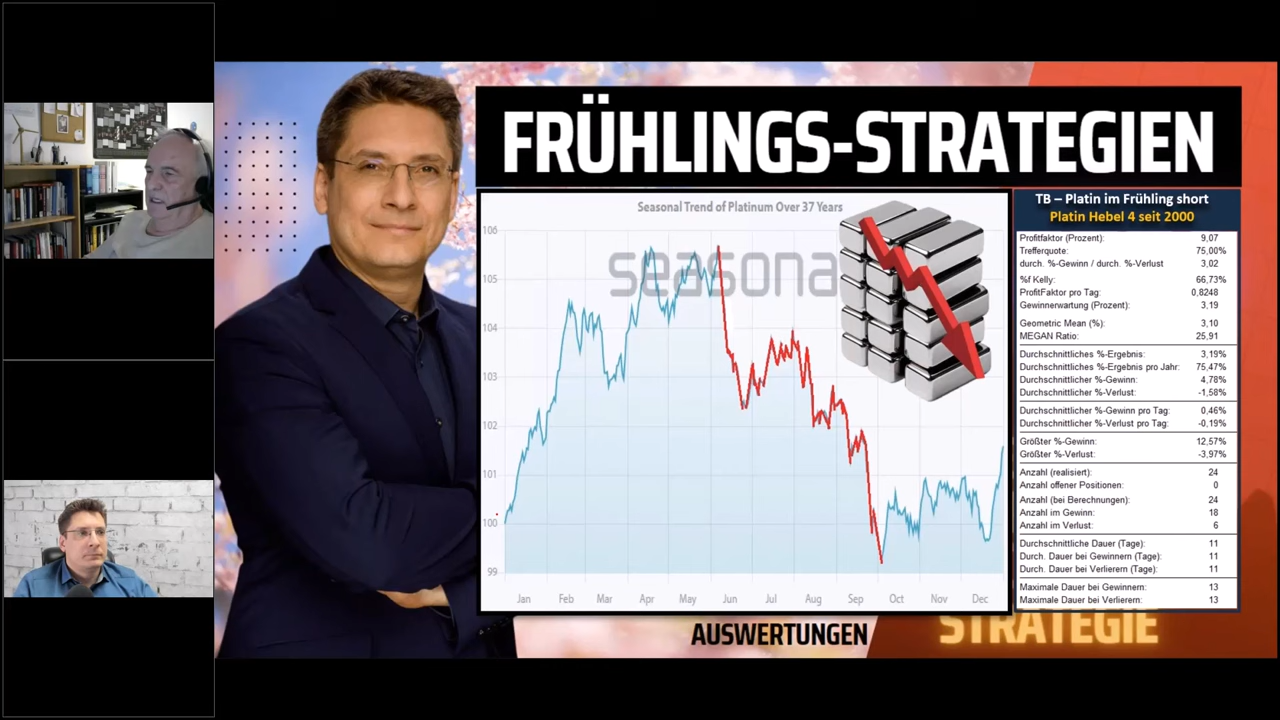 FRÜHLINGS-STRATEGIEN
Seasonal Trend of Platinum Over 37 Years
seasona
106
105
104
103
102
101
100
99
Jan Feb Mar Apr May Jun Jul Aug Sep Oct Nov Dec
TB – Platin im Frühling short
Platin Hebel 4 seit 2000
Profitfaktor (Prozent): 9,07
Trefferquote: 75,00%
durch. %-Gewinn / durch. %-Verlust 3,02
%f Kelly: 66,73%
ProfitFaktor pro Tag: 0,8248
Gewinnerwartung (Prozent): 3,19
Geometric Mean (%): 3,10
MEGAN Ratio: 25,91
Durchschnittliches %-Ergebnis: 3,19%
Durchschnittliches %-Ergebnis pro Jahr: 75,47%
Durchschnittlicher %-Gewinn: 4,78%
Durchschnittlicher %-Verlust: -1,58%
Durchschnittlicher %-Gewinn pro Tag: 0,46%
Durchschnittlicher %-Verlust pro Tag: -0,19%
Größter %-Gewinn: 12,57%
Größter %-Verlust: -3,97%
Anzahl (realisiert): 24
Anzahl offener Positionen: 0
Anzahl (bei Berechnungen): 24
Anzahl im Gewinn: 18
Anzahl im Verlust: 6
Durchschnittliche Dauer (Tage): 11
Durch. Dauer bei Gewinnern (Tage): 11
Durch. Dauer bei Verlierern (Tage): 11
Maximale Dauer bei Gewinnern: 13
Maximale Dauer bei Verlierern: 13
AUSWERTUNGEN
STRATEGIE